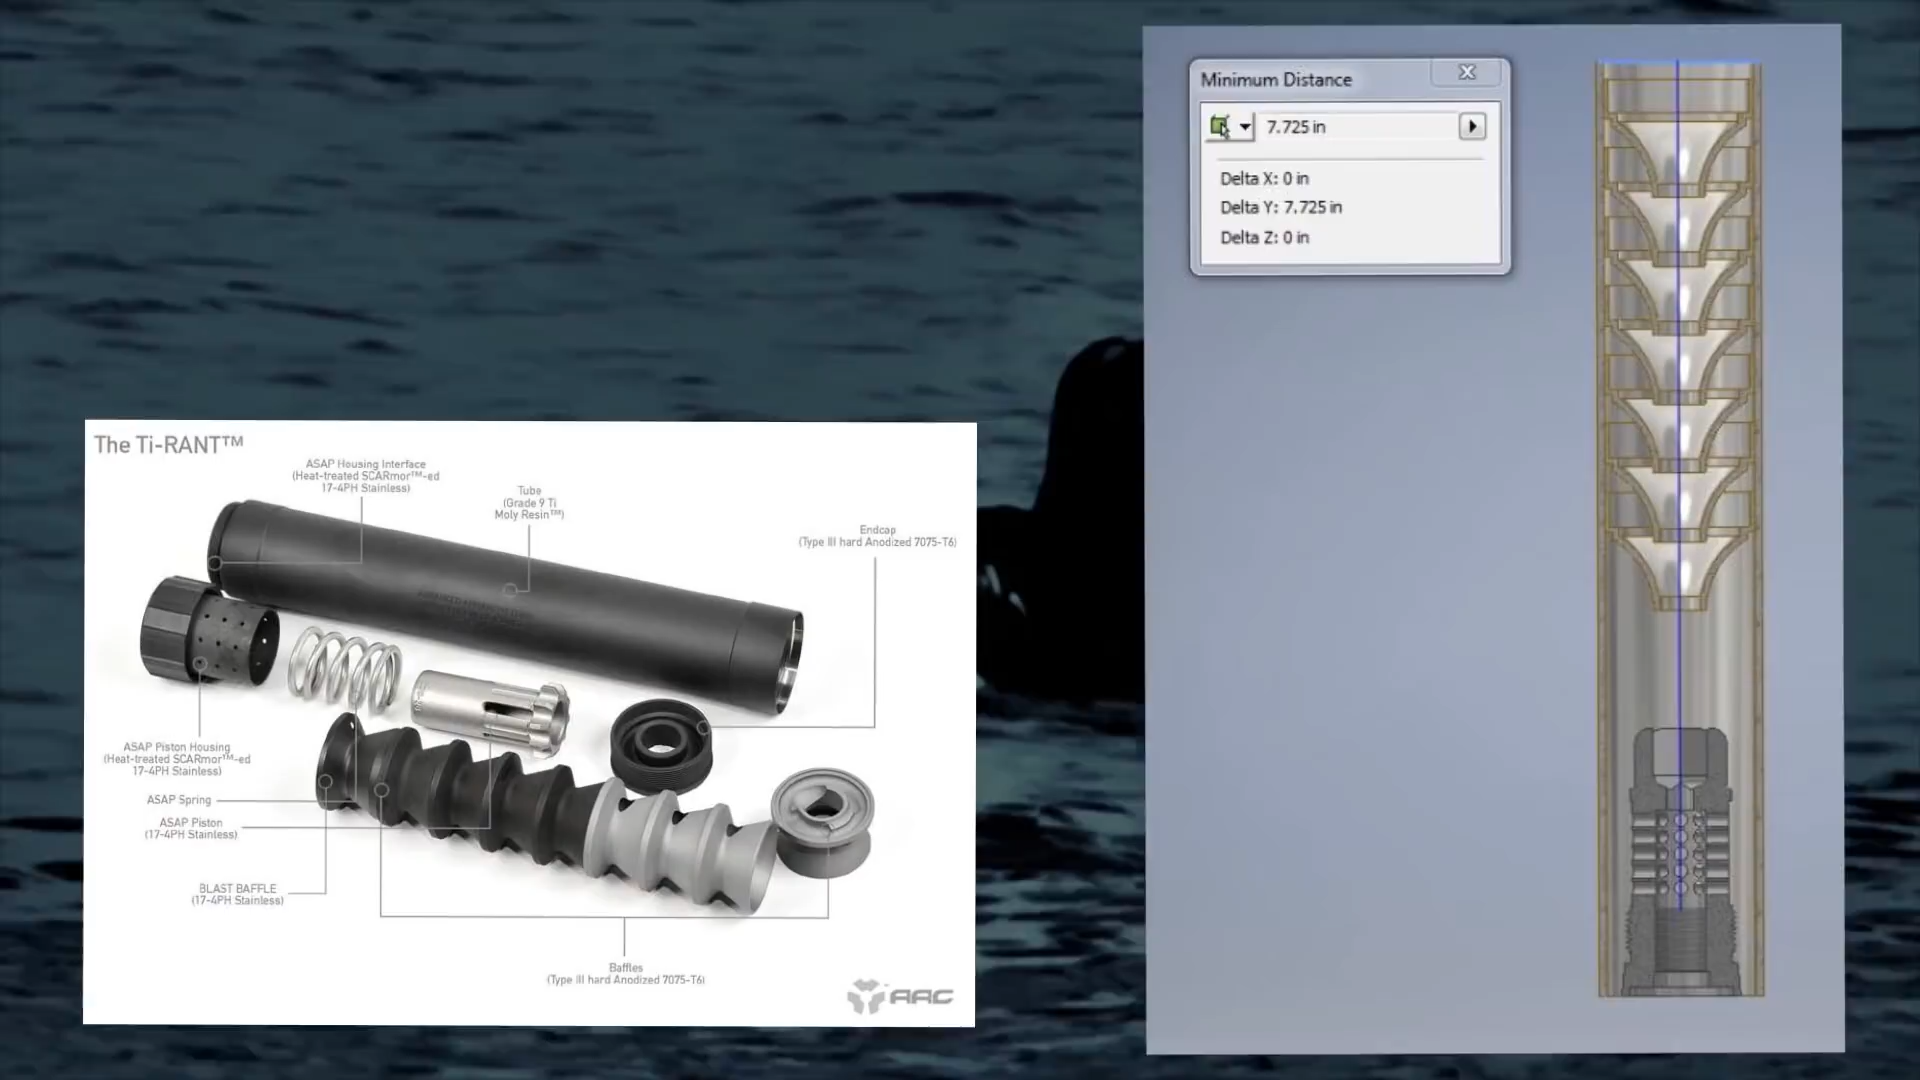 The Ti-RANT™
ASAP Housing Interface
(Heat-treated SCARmor™-ed
17-4PH Stainless)
Tube
(Grade 9 Ti
Moly Resin™)
Endcap
(Type III hard Anodized 7075-T6)
ASAP Piston Housing
(Heat-treated SCARmor™-ed
17-4PH Stainless)
ASAP Spring
ASAP Piston
(17-4PH Stainless)
BLAST BAFFLE
(17-4PH Stainless)
Baffles
(Type III hard Anodized 7075-T6)
AAC
Minimum Distance
7.725 in
Delta X: 0 in
Delta Y: 7.725 in
Delta Z: 0 in